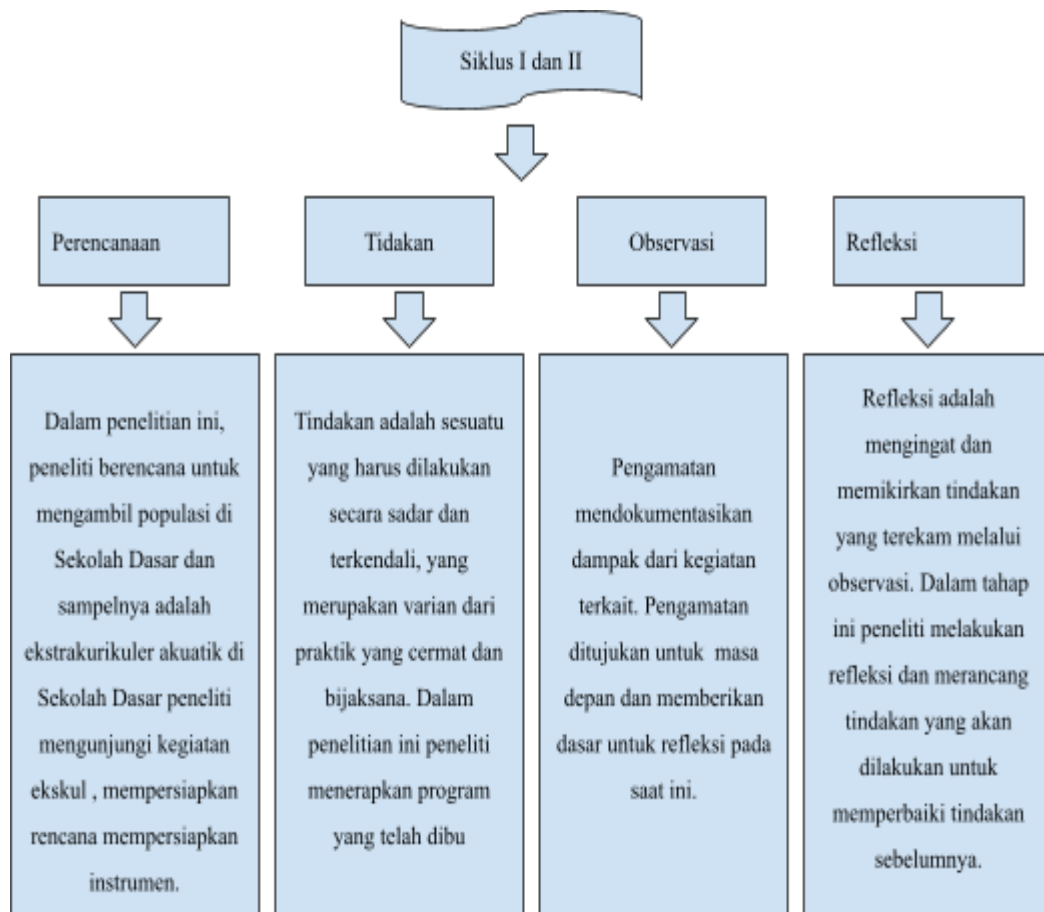 Siklus I dan II
Perencanaan
Tidakan
Observasi
Refleksi
Dalam penelitian ini,
peneliti berencana untuk
mengambil populasi di
Sekolah Dasar dan
sampelnya adalah
ekstrakurikuler akuatik di
Sekolah Dasar peneliti
mengunjungi kegiatan
ekskul , mempersiapkan
rencana mempersiapkan
instrumen.
Tindakan adalah sesuatu
yang harus dilakukan
secara sadar dan
terkendali, yang
merupakan varian dari
praktik yang cermat dan
bijaksana. Dalam
penelitian ini peneliti
menerapkan program
yang telah dibu
Pengamatan
mendokumentasikan
dampak dari kegiatan
terkait. Pengamatan
ditujukan untuk masa
depan dan memberikan
dasar untuk refleksi pada
saat ini.
Refleksi adalah
mengingat dan
memikirkan tindakan
yang terekam melalui
observasi. Dalam tahap
ini peneliti melakukan
refleksi dan merancang
tindakan yang akan
dilakukan untuk
memperbaiki tindakan
sebelumnya.